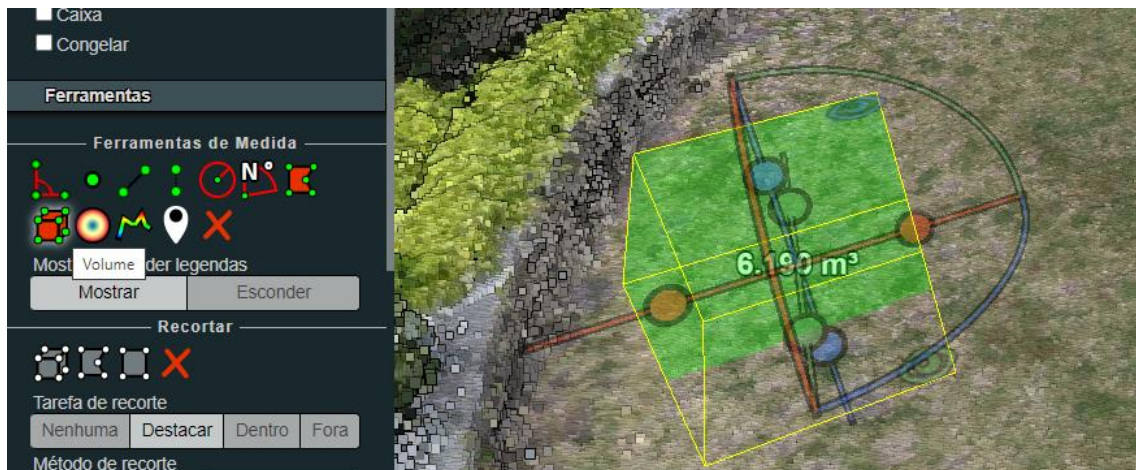 Caixa
Congelar
Ferramentas
Ferramentas de Medida
N°
Volume
Most der legendas
Mostrar Esconder
Recortar
Tarefa de recorte
Nenhuma Destacar Dentro Fora
Método de recorte
6.190 m³